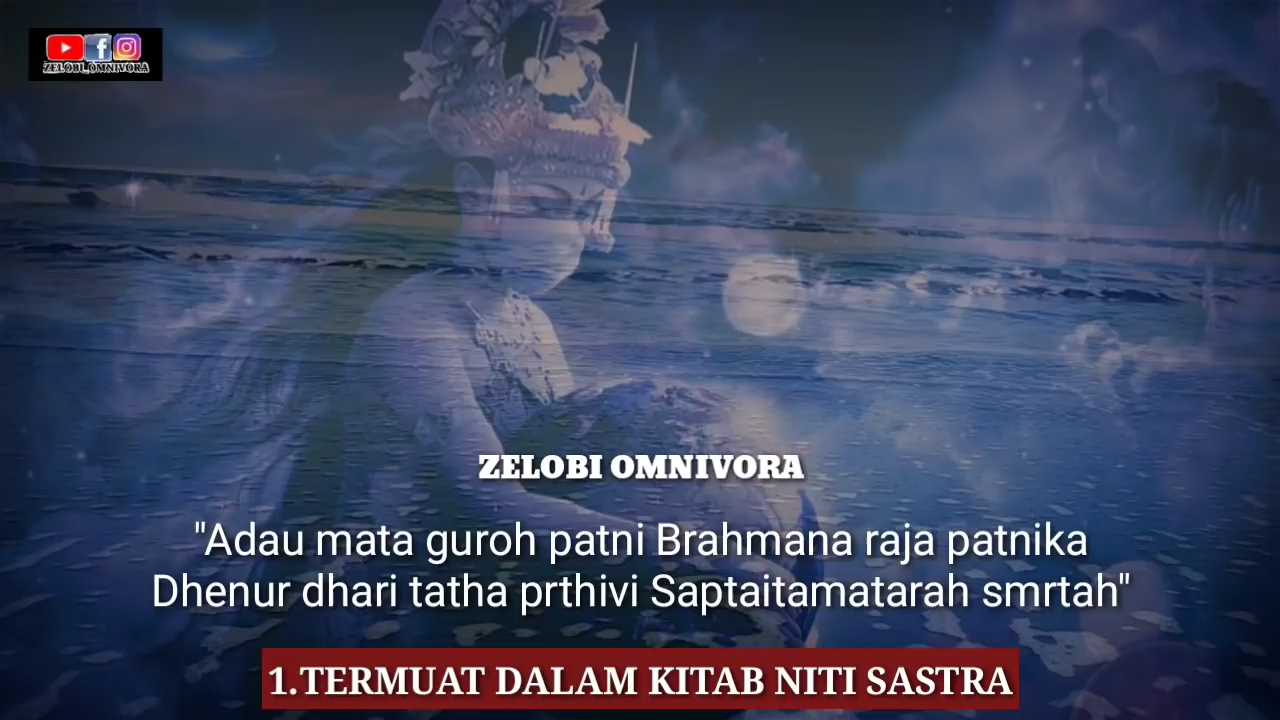 ZELOBI_OMNIVORA
ZELOBI OMNIVORA
"Adau mata guroh patni Brahmana raja patnika
Dhenur dhari tatha prthivi Saptaitamatarah smrtah"
1.TERMUAT DALAM KITAB NITI SASTRA